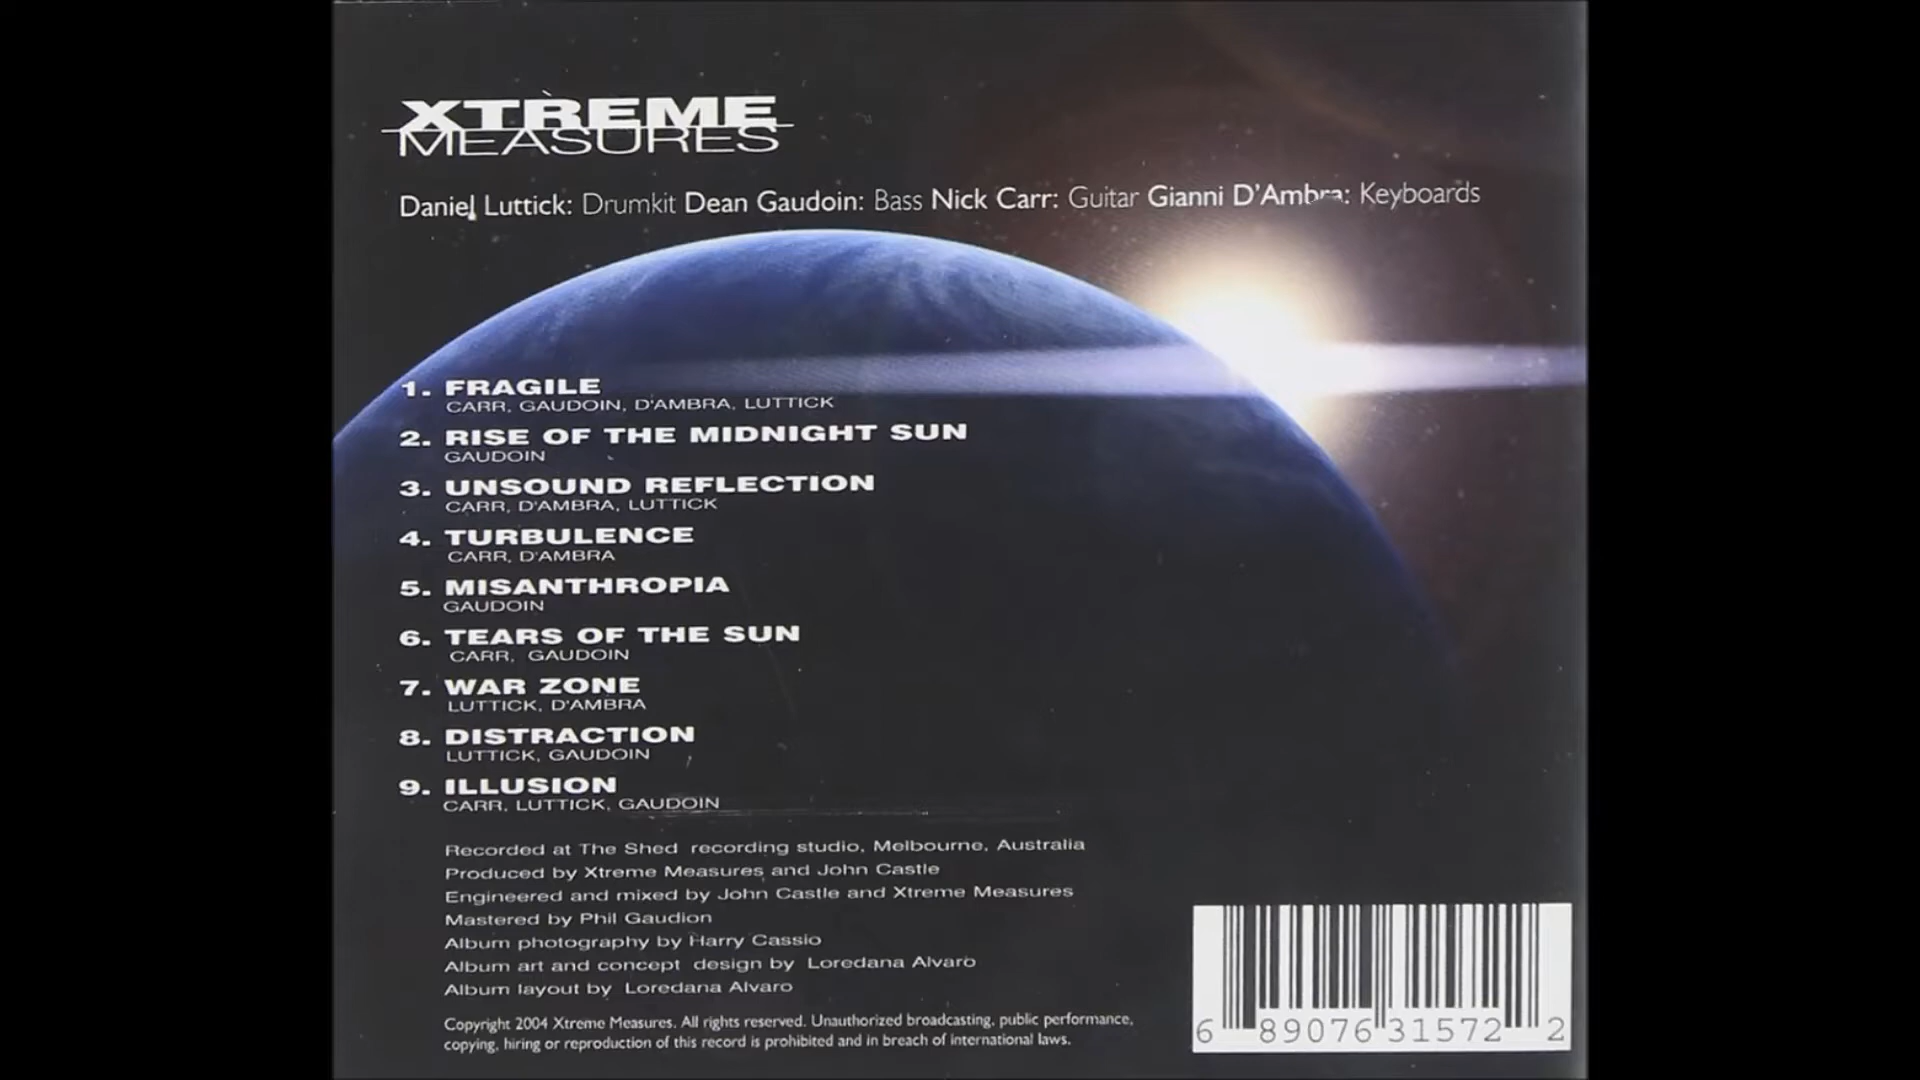 XTREME
MEASURES
Daniel Luttick: Drumkit Dean Gaudoin: Bass Nick Carr: Guitar Gianni D'Ambra: Keyboards
1. FRAGILE
CARR, GAUDOIN, D'AMBRA, LUTTICK
2. RISE OF THE MIDNIGHT SUN
GAUDOIN
3. UNSOUND REFLECTION
CARR, D'AMBRA, LUTTICK
4. TURBULENCE
CARR, D'AMBRA
5. MISANTHROPIA
GAUDOIN
6. TEARS OF THE SUN
CARR, GAUDOIN
7. WAR ZONE
LUTTICK, D'AMBRA
8. DISTRACTION
LUTTICK, GAUDOIN
9. ILLUSION
CARR, LUTTICK, GAUDOIN
Recorded at The Shed recording studio, Melbourne, Australia
Produced by Xtreme Measures and John Castle
Engineered and mixed by John Castle and Xtreme Measures
Mastered by Phil Gaudion
Album photography by Harry Cassio
Album art and concept design by Loredana Alvaro
Album layout by Loredana Alvaro
Copyright 2004 Xtreme Measures. All rights reserved. Unauthorized broadcasting, public performance,
copying, hiring or reproduction of this record is prohibited and in breach of international laws.
6 89076 31572 2